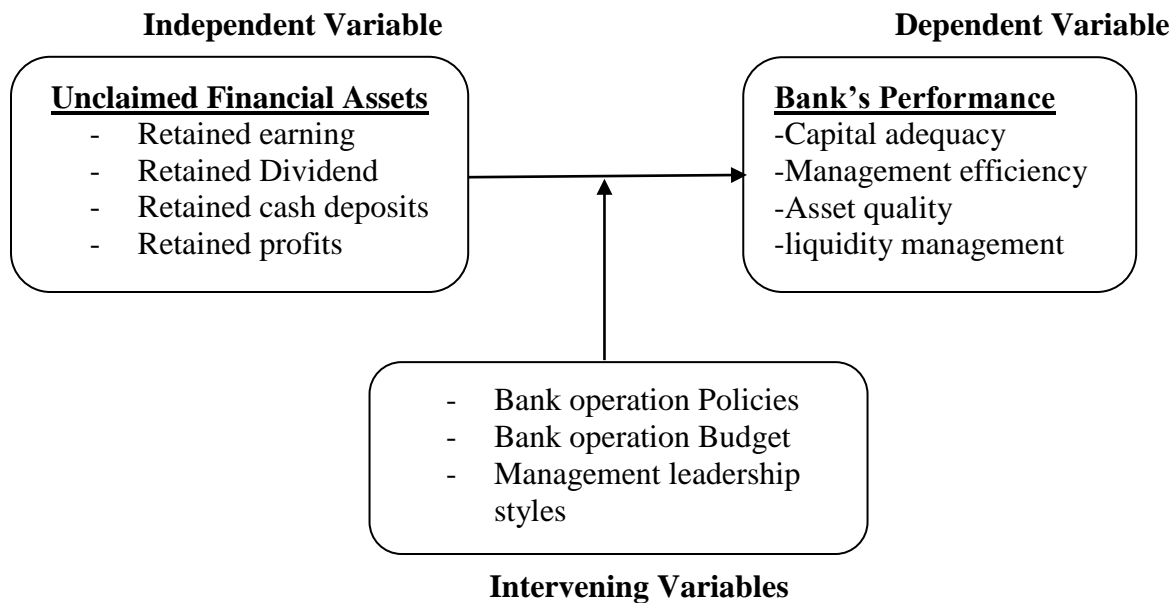 Independent Variable
Dependent Variable
Unclaimed Financial Assets
- Retained earning
- Retained Dividend
- Retained cash deposits
- Retained profits
Bank’s Performance
-Capital adequacy
-Management efficiency
-Asset quality
-liquidity management
- Bank operation Policies
- Bank operation Budget
- Management leadership
styles
Intervening Variables